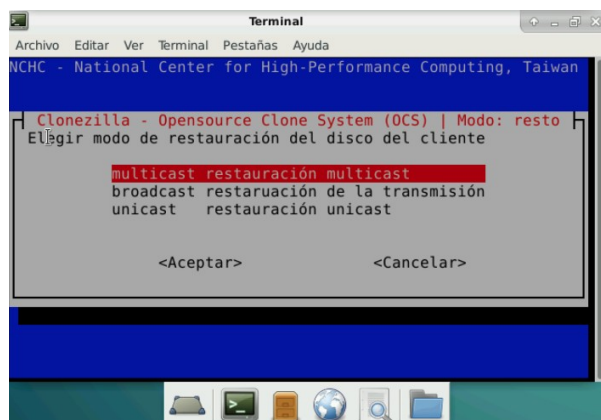 Terminal
Archivo Editar Ver Terminal Pestañas Ayuda
NCHC - National Center for High-Performance Computing, Taiwan
Clonezilla - Opensource Clone System (OCS) | Modo: resto
Elegir modo de restauración del disco del cliente
multicast restauración multicast
broadcast restaruación de la transmisión
unicast restauración unicast
<Aceptar> <Cancelar>